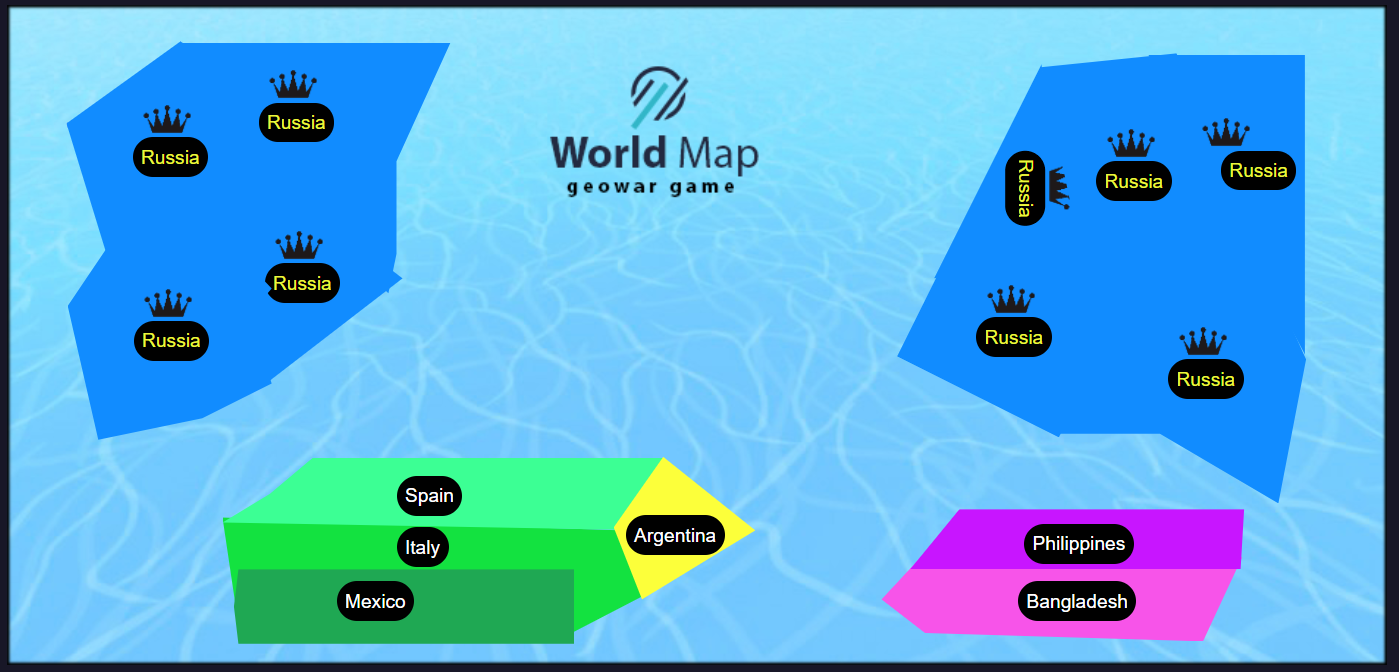 Russia
Russia
Russia
Russia
World Map
geowar game
Russia
Russia
Russia
Russia
Russia
Spain
Italy
Mexico
Argentina
Philippines
Bangladesh